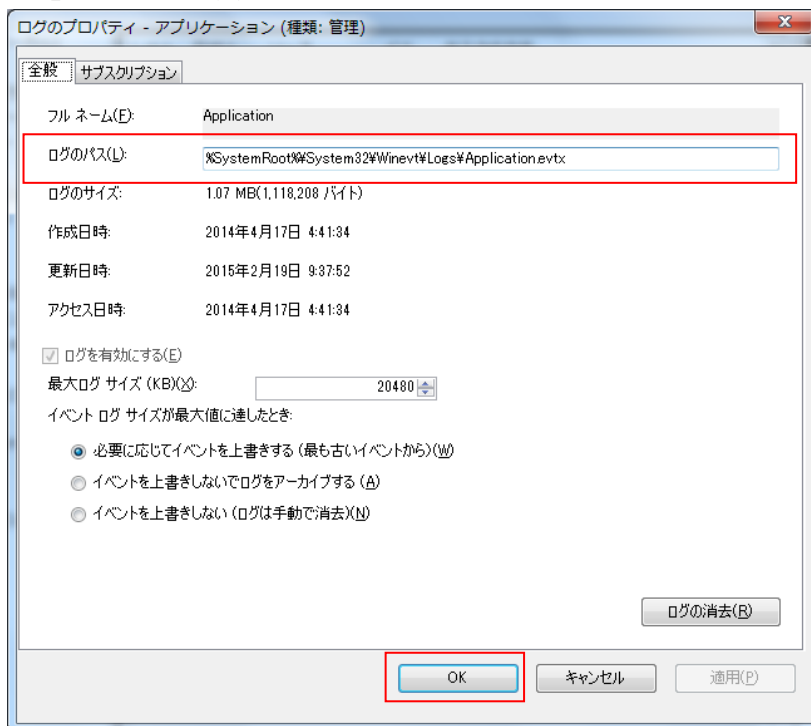 ログのプロパティ - アプリケーション (種類: 管理)
全般 サブスクリプション
フル ネーム(F): Application
ログのパス(L): %SystemRoot%¥System32¥Winevt¥Logs¥Application.evtx
ログのサイズ: 1.07 MB(1,118,208 バイト)
作成日時: 2014年4月17日 4:41:34
更新日時: 2015年2月19日 9:37:52
アクセス日時: 2014年4月17日 4:41:34
ログを有効にする(E)
最大ログ サイズ (KB)(X): 20480
イベント ログ サイズが最大値に達したとき:
必要に応じてイベントを上書きする (最も古いイベントから)(W)
イベントを上書きしないでログをアーカイブする (A)
イベントを上書きしない (ログは手動で消去)(N)
ログの消去(R)
OK キャンセル 適用(P)